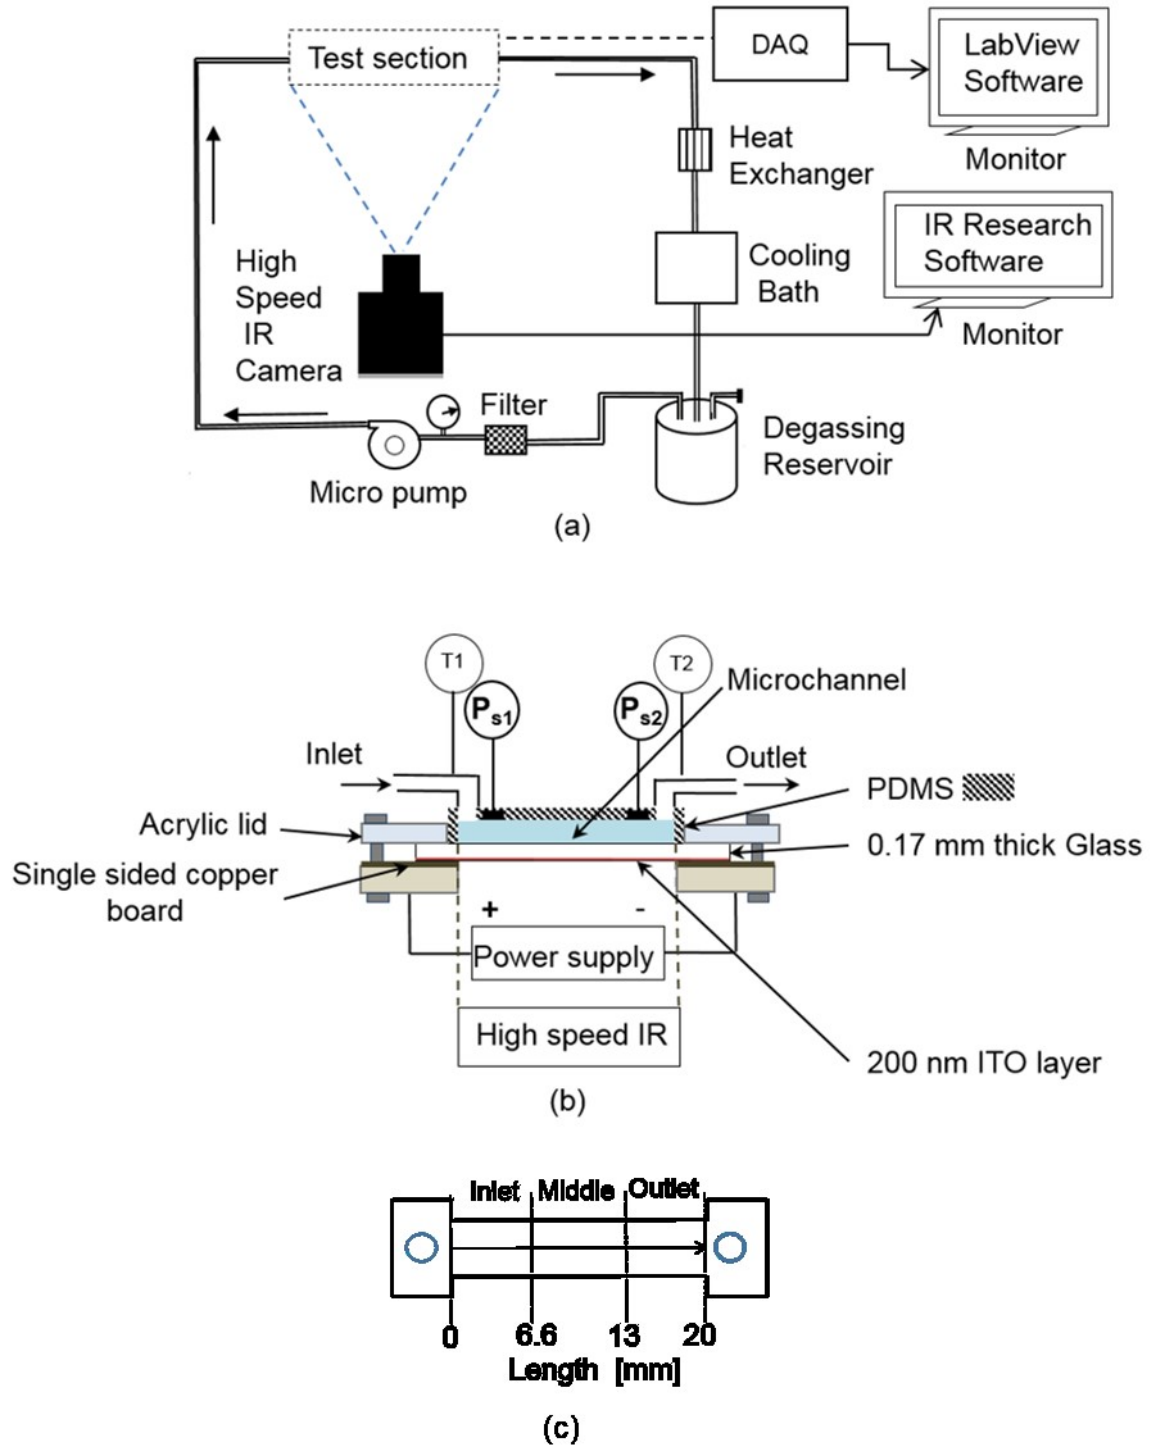 Test section
DAQ
LabView
Software
Monitor
Heat
Exchanger
IR Research
Software
Monitor
Cooling
Bath
High
Speed
IR
Camera
Filter
Degassing
Reservoir
Micro pump
(a)
T1
T2
Ps1
Ps2
Microchannel
Inlet
Outlet
PDMS
Acrylic lid
0.17 mm thick Glass
Single sided copper
board
+
-
Power supply
High speed IR
200 nm ITO layer
(b)
Inlet Middle Outlet
0 6.6 13 20
Length [mm]
(c)